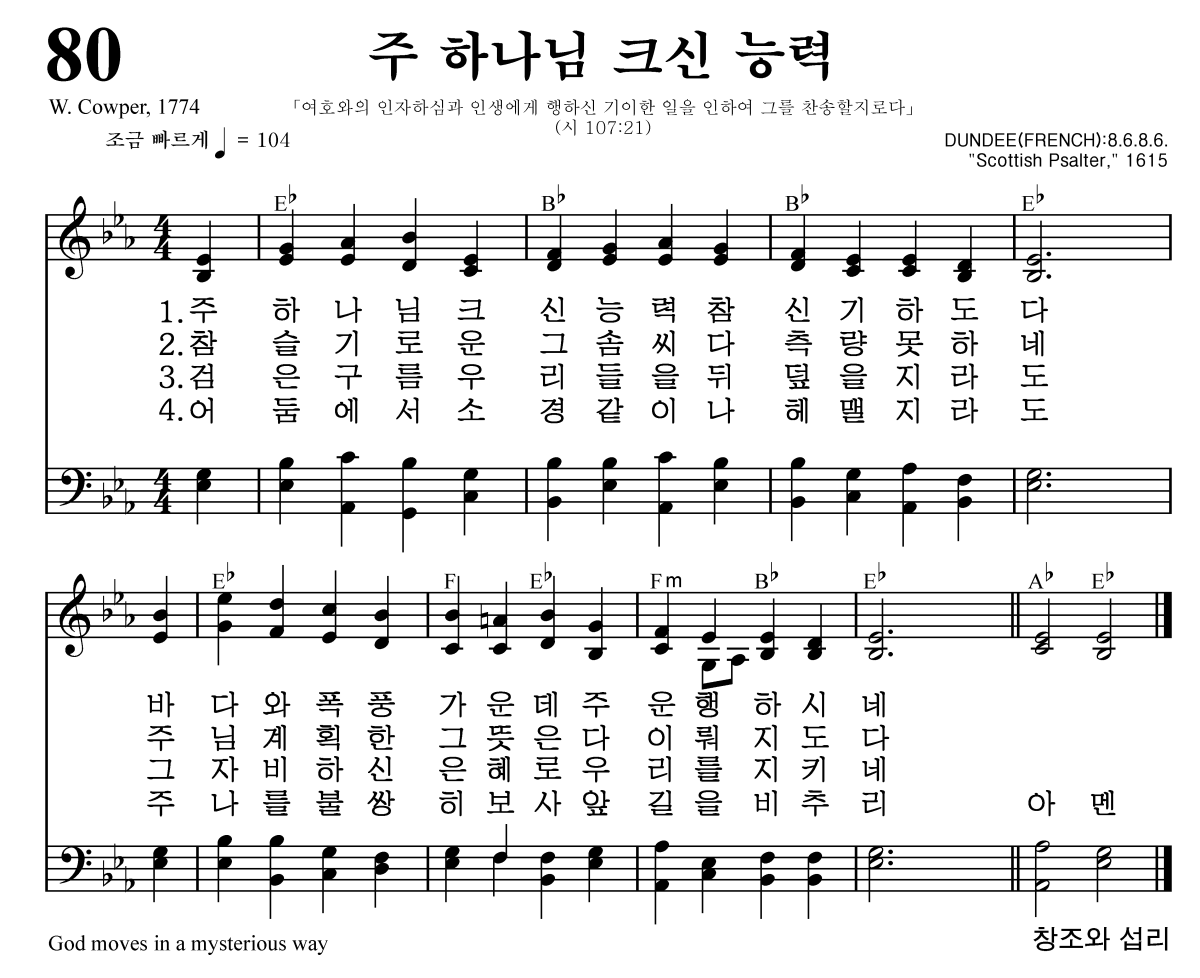 80
주 하나님 크신 능력
W. Cowper, 1774
「여호와의 인자하심과 인생에게 행하신 기이한 일을 인하여 그를 찬송할지로다」
(시 107:21)
조금 빠르게 ♩ = 104
DUNDEE(FRENCH):8.6.8.6.
"Scottish Psalter," 1615
E♭ B♭ B♭ E♭
4 4
1.주 하 나 님 크 신 능 력 참 신 기 하 도 다
2.참 슬 기 로 운 그 솜 씨 다 측 량 못 하 네
3.검 은 구 름 우 리 들 을 뒤 덮 을 지 라 도
4.어 둠 에 서 소 경 같 이 나 헤 맬 지 라 도
4 4
E♭ F E♭ Fm B♭ E♭ A♭ E♭
바 다 와 폭 풍 가 운 데 주 운 행 하 시 네
주 님 계 획 한 그 뜻 은 다 이 뤄 지 도 다
그 자 비 하 신 은 혜 로 우 리 를 지 키 네
주 나 를 불 쌍 히 보 사 앞 길 을 비 추 리 아 멘
God moves in a mysterious way
창조와 섭리